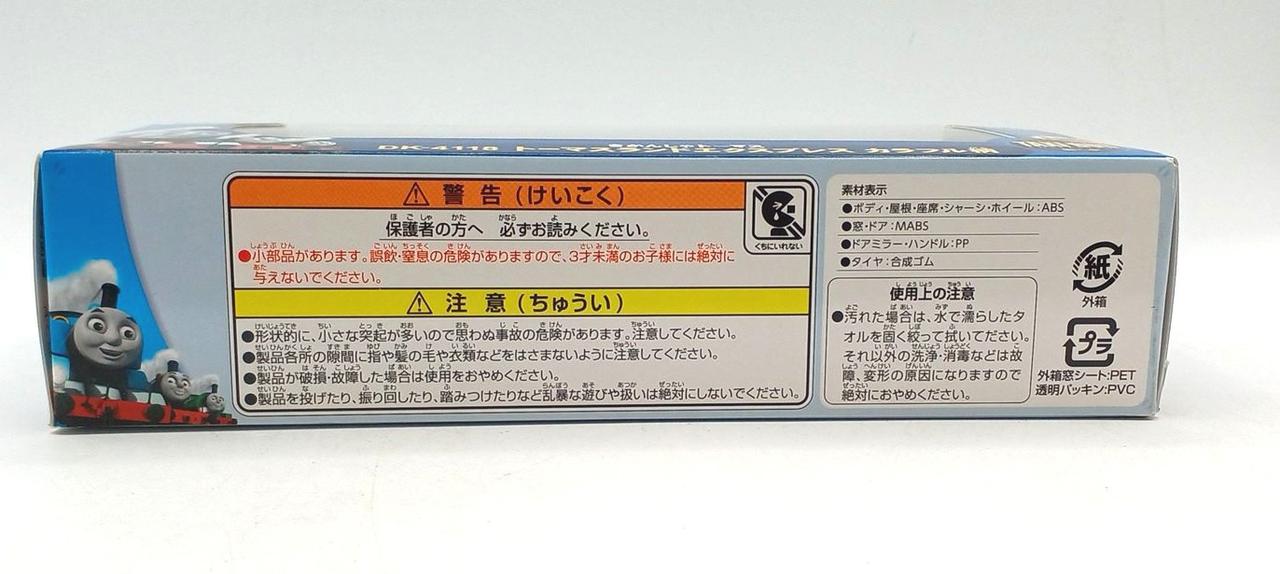 DK-4118 トーマスランドエクスプレス カラフル
⚠ 警 告 (けいこく)
保護者の方へ 必ずお読みください。
●小部品があります。誤飲・窒息の危険がありますので、3才未満のお子様には絶対に
与えないでください。
くちにいれない
⚠ 注 意 (ちゅうい)
●形状的に、小さな突起が多いので思わぬ事故の危険があります。注意してください。
●製品各所の隙間に指や髪の毛や衣類などをはさまないように注意してください。
●製品が破損・故障した場合は使用をおやめください。
●製品を投げたり、振り回したり、踏みつけたりなど乱暴な遊びや扱いは絶対にしないでください。
素材表示
●ボディ・屋根・座席・シャーシ・ホイール:ABS
●窓・ドア:MABS
●ドアミラー・ハンドル:PP
●タイヤ:合成ゴム
使用上の注意
●汚れた場合は、水で濡らしたタ
オルを固く絞って拭いてださい。
それ以外の洗浄・消毒などは故
障、変形の原因になりますので
絶対におやめください。
紙
外箱
プラ
外箱窓シート:PET
透明パッキン:PVC